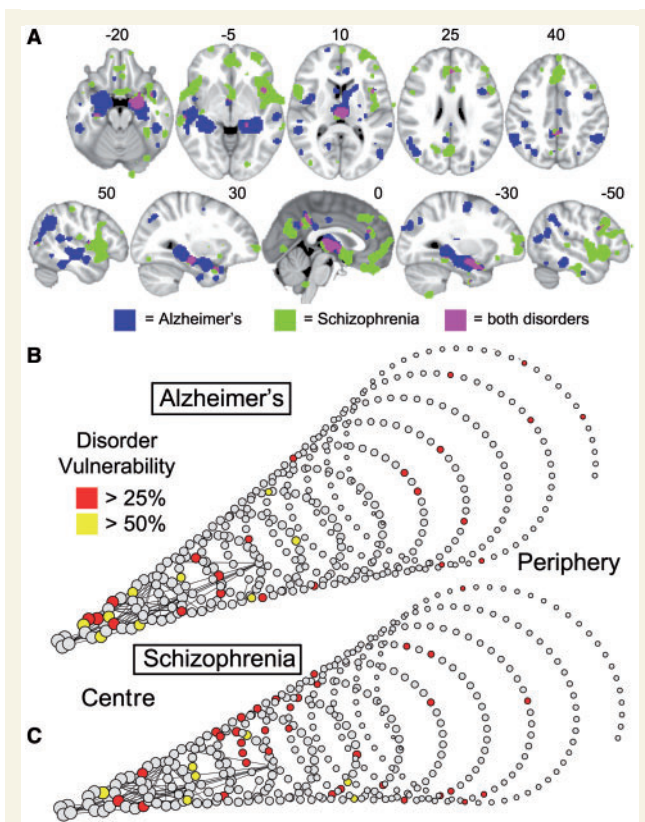 A
-20 -5 10 25 40
50 30 0 -30 -50
= Alzheimer's = Schizophrenia = both disorders
B
Alzheimer's
Disorder
Vulnerability
> 25%
> 50%
Periphery
Schizophrenia
Centre
C